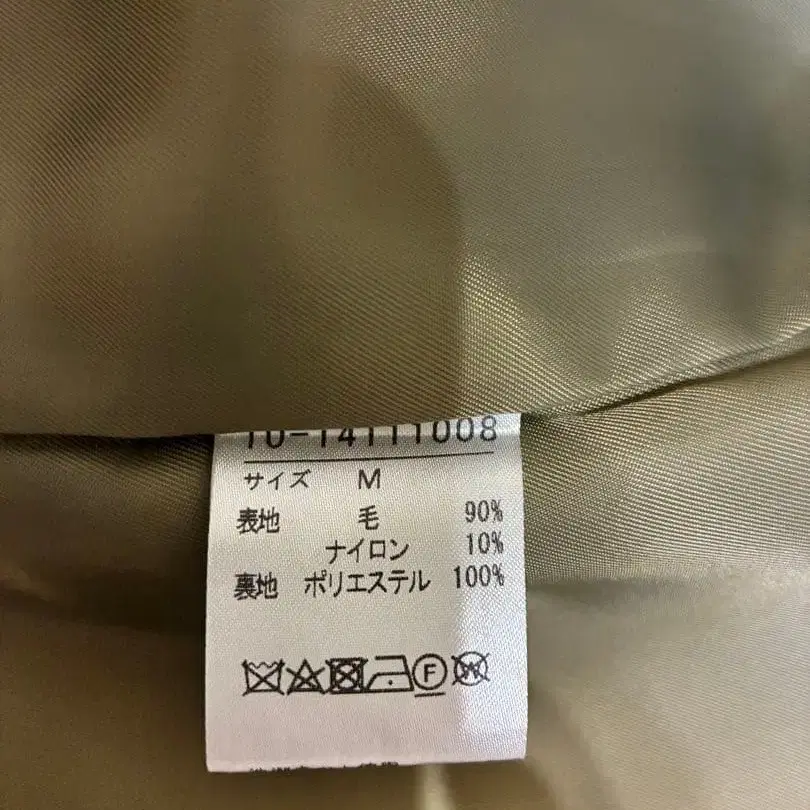 10-14111008
サイズ M
表地 毛 90%
ナイロン 10%
裏地 ポリエステル 100%
F W